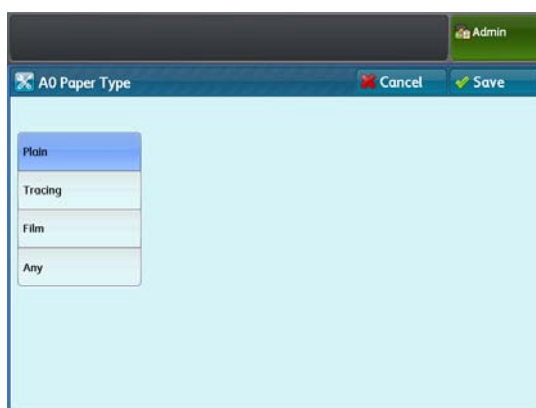 Admin
A0 Paper Type
Cancel
Save
Plain
Tracing
Film
Any